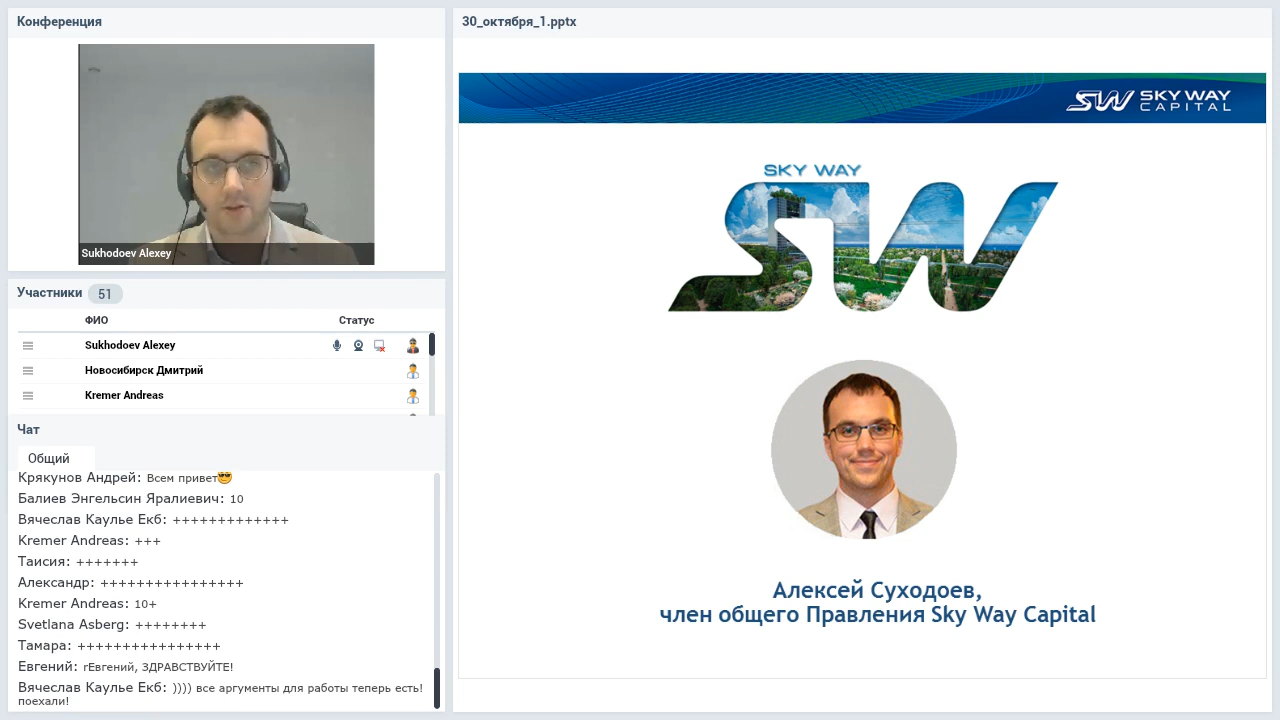 Конференция
Sukhodoev Alexey
Участники 51
ФИО Статус
Sukhodoev Alexey
Новосибирск Дмитрий
Kremer Andreas
Чат
Общий
Крякунов Андрей: Всем привет😎
Балиев Энгельсин Яралиевич: 10
Вячеслав Каулье Екб: +++++++++++++
Kremer Andreas: +++
Таисия: +++++++
Александр: ++++++++++++++++
Kremer Andreas: 10+
Svetlana Asberg: ++++++++
Тамара: ++++++++++++++++
Евгений: гЕвгений, ЗДРАВСТВУЙТЕ!
Вячеслав Каулье Екб: )))) все аргументы для работы теперь есть!
поехали!
30_октября_1.pptx
SW SKY WAY
CAPITAL
SKY WAY
SW
Алексей Суходоев,
член общего Правления Sky Way Capital